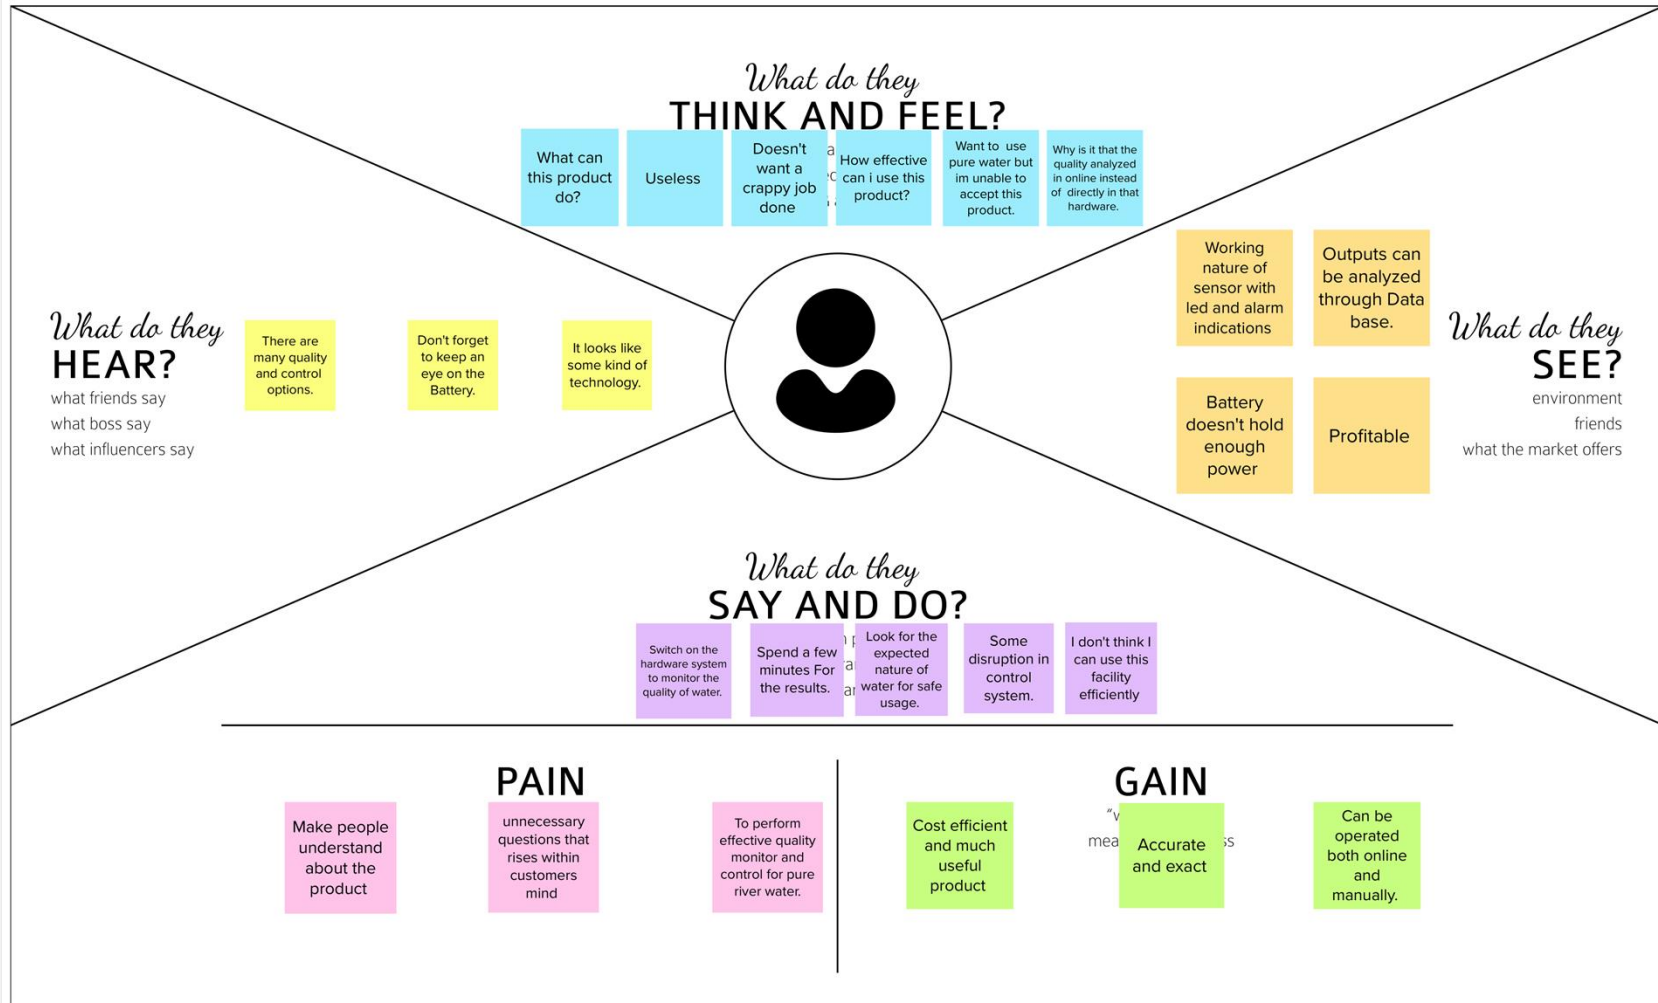 What do they
THINK AND FEEL?
What can
this product
do?
Useless
Doesn't
want a
crappy job
done
How effective
can i use this
product?
Want to use
pure water but
im unable to
accept this
product.
Why is it that the
quality analyzed
in online instead
of directly in that
hardware.
What do they
HEAR?
what friends say
what boss say
what influencers say
There are
many quality
and control
options.
Don't forget
to keep an
eye on the
Battery.
It looks like
some kind of
technology.
Working
nature of
sensor with
led and alarm
indications
Outputs can
be analyzed
through Data
base.
Battery
doesn't hold
enough
power
Profitable
What do they
SEE?
environment
friends
what the market offers
What do they
SAY AND DO?
Switch on the
hardware system
to monitor the
quality of water.
Spend a few
minutes For
the results.
Look for the
expected
nature of
water for safe
usage.
Some
disruption in
control
system.
I don't think I
can use this
facility
efficiently
PAIN
Make people
understand
about the
product
unnecessary
questions that
rises within
customers
mind
To perform
effective quality
monitor and
control for pure
river water.
GAIN
Cost efficient
and much
useful
product
Accurate
and exact
Can be
operated
both online
and
manually.